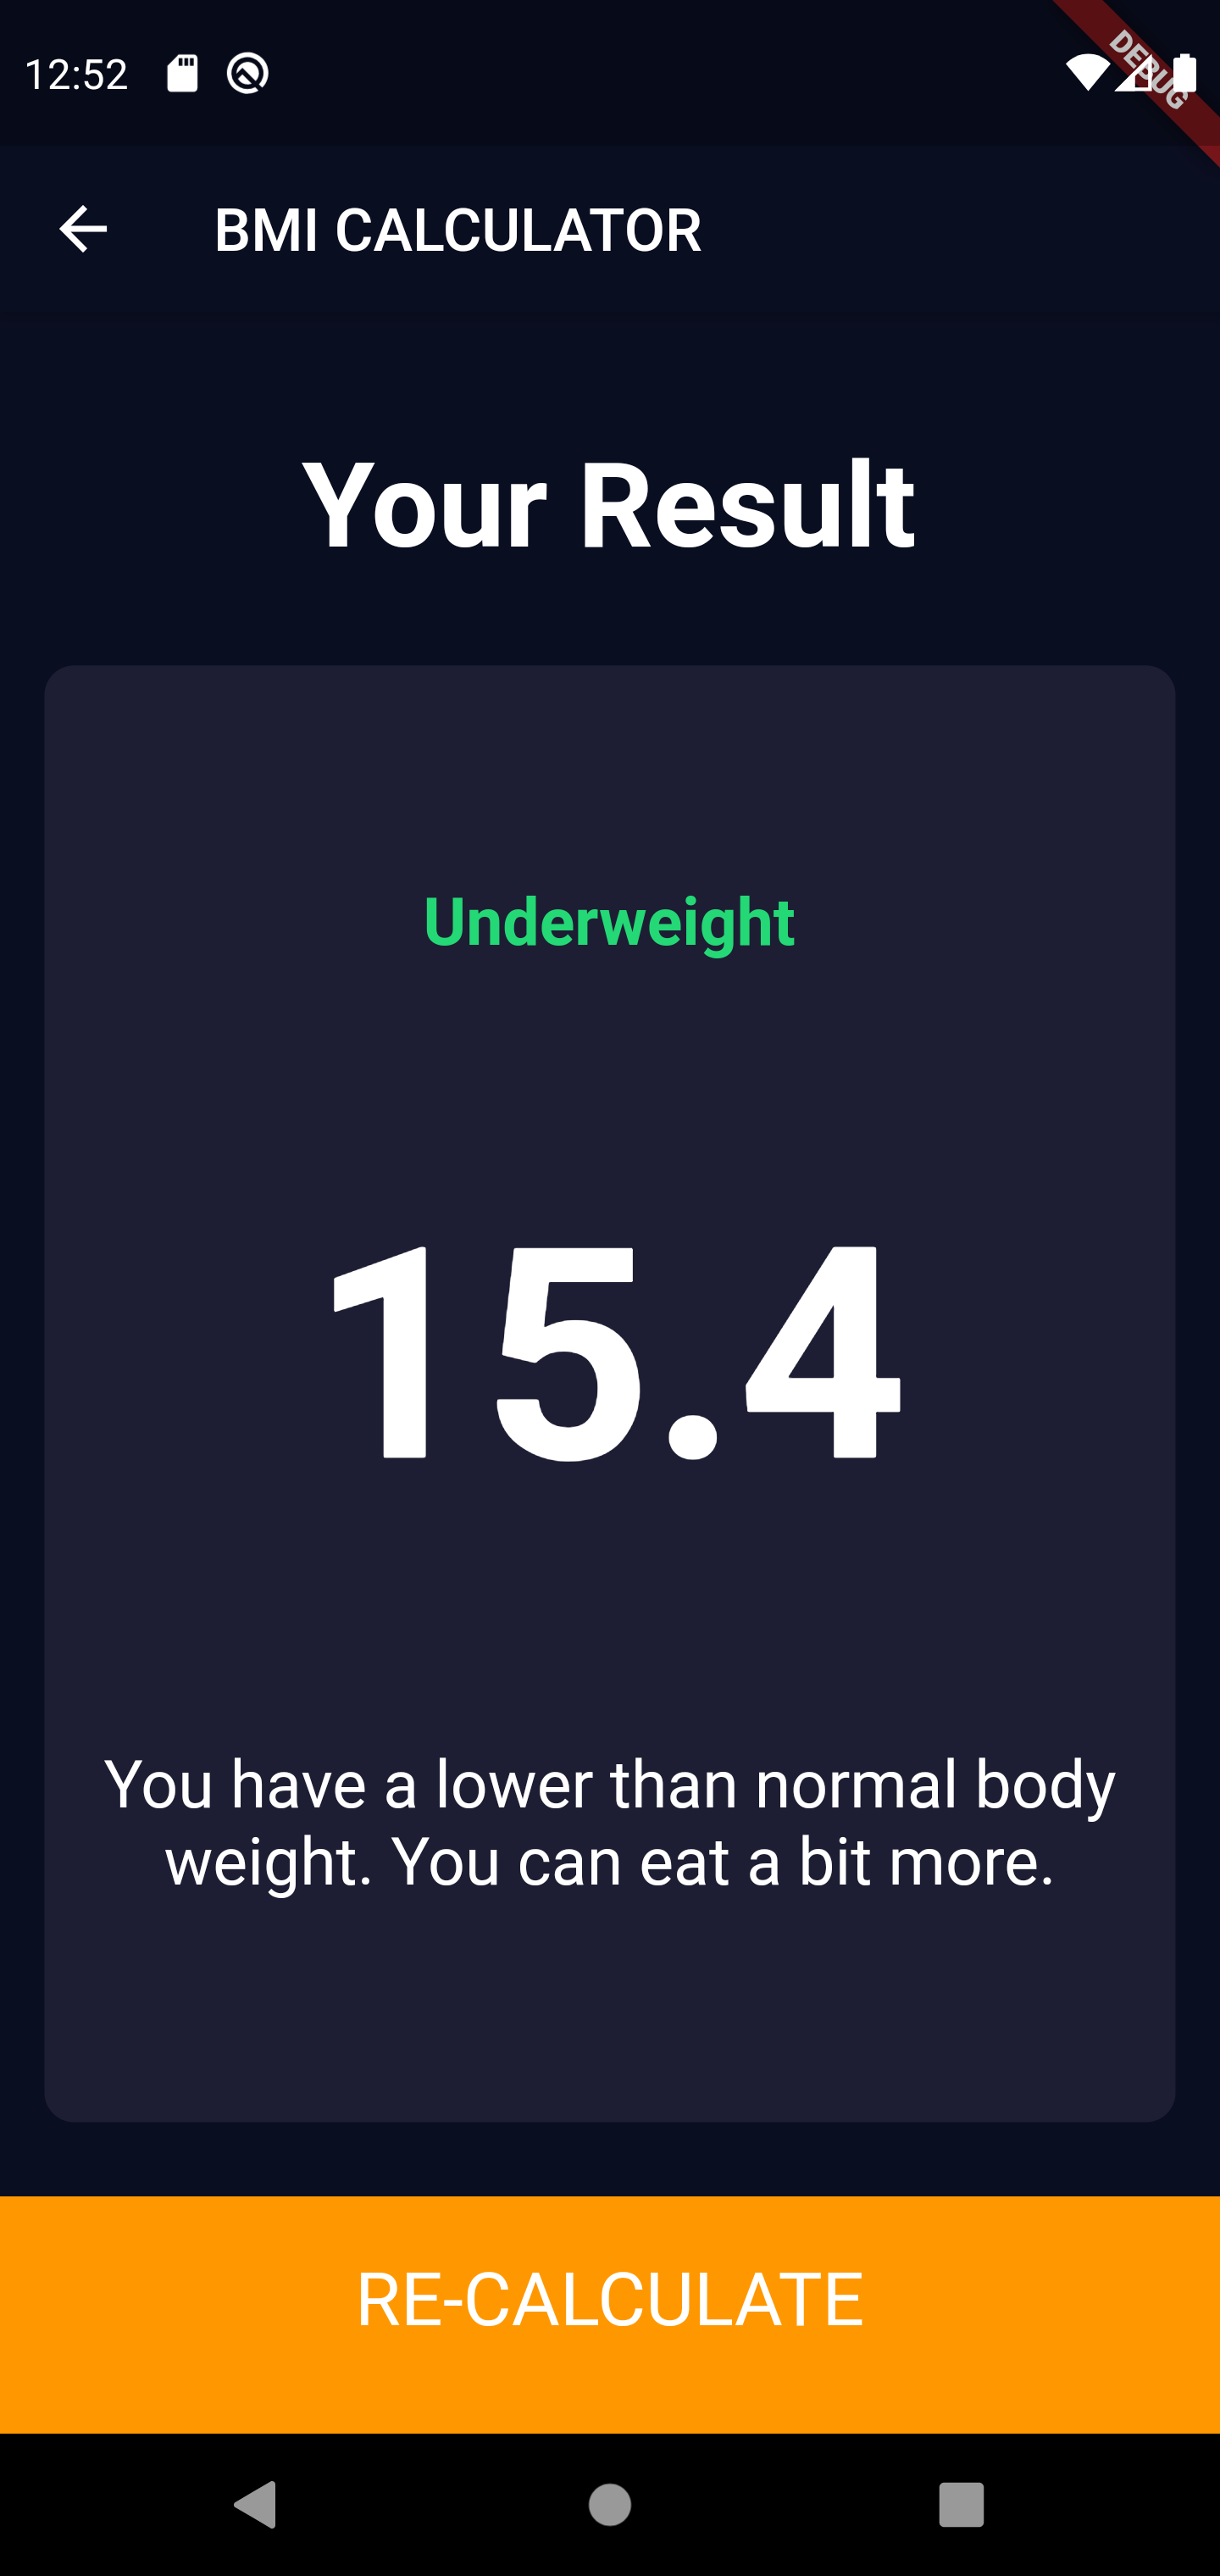 12:52
DEBUG
BMI CALCULATOR
Your Result
Underweight
15.4
You have a lower than normal body
weight. You can eat a bit more.
RE-CALCULATE